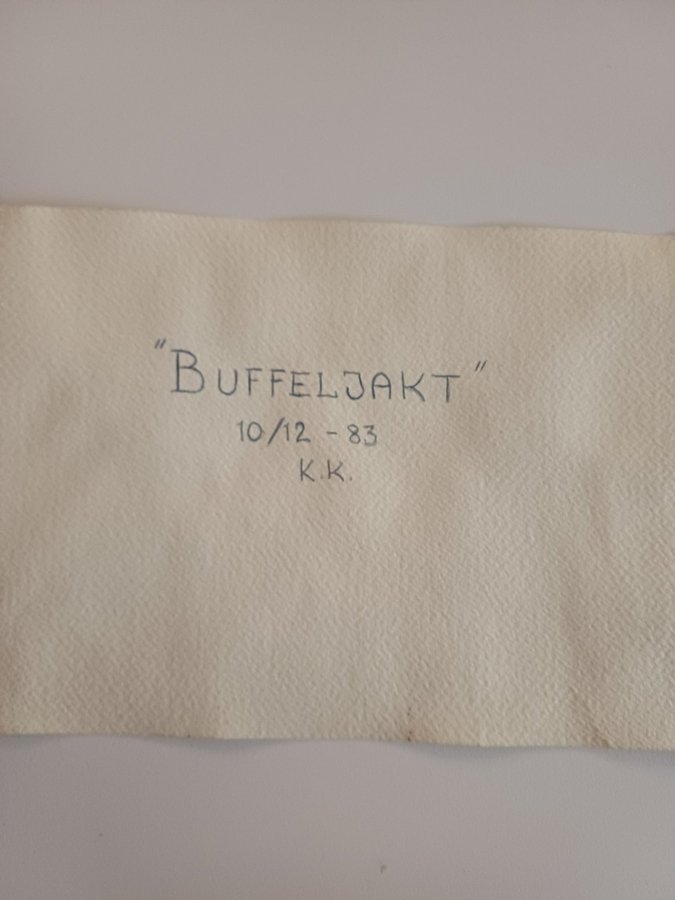 "BUFFELJAKT"
10/12 - 83
K.K.